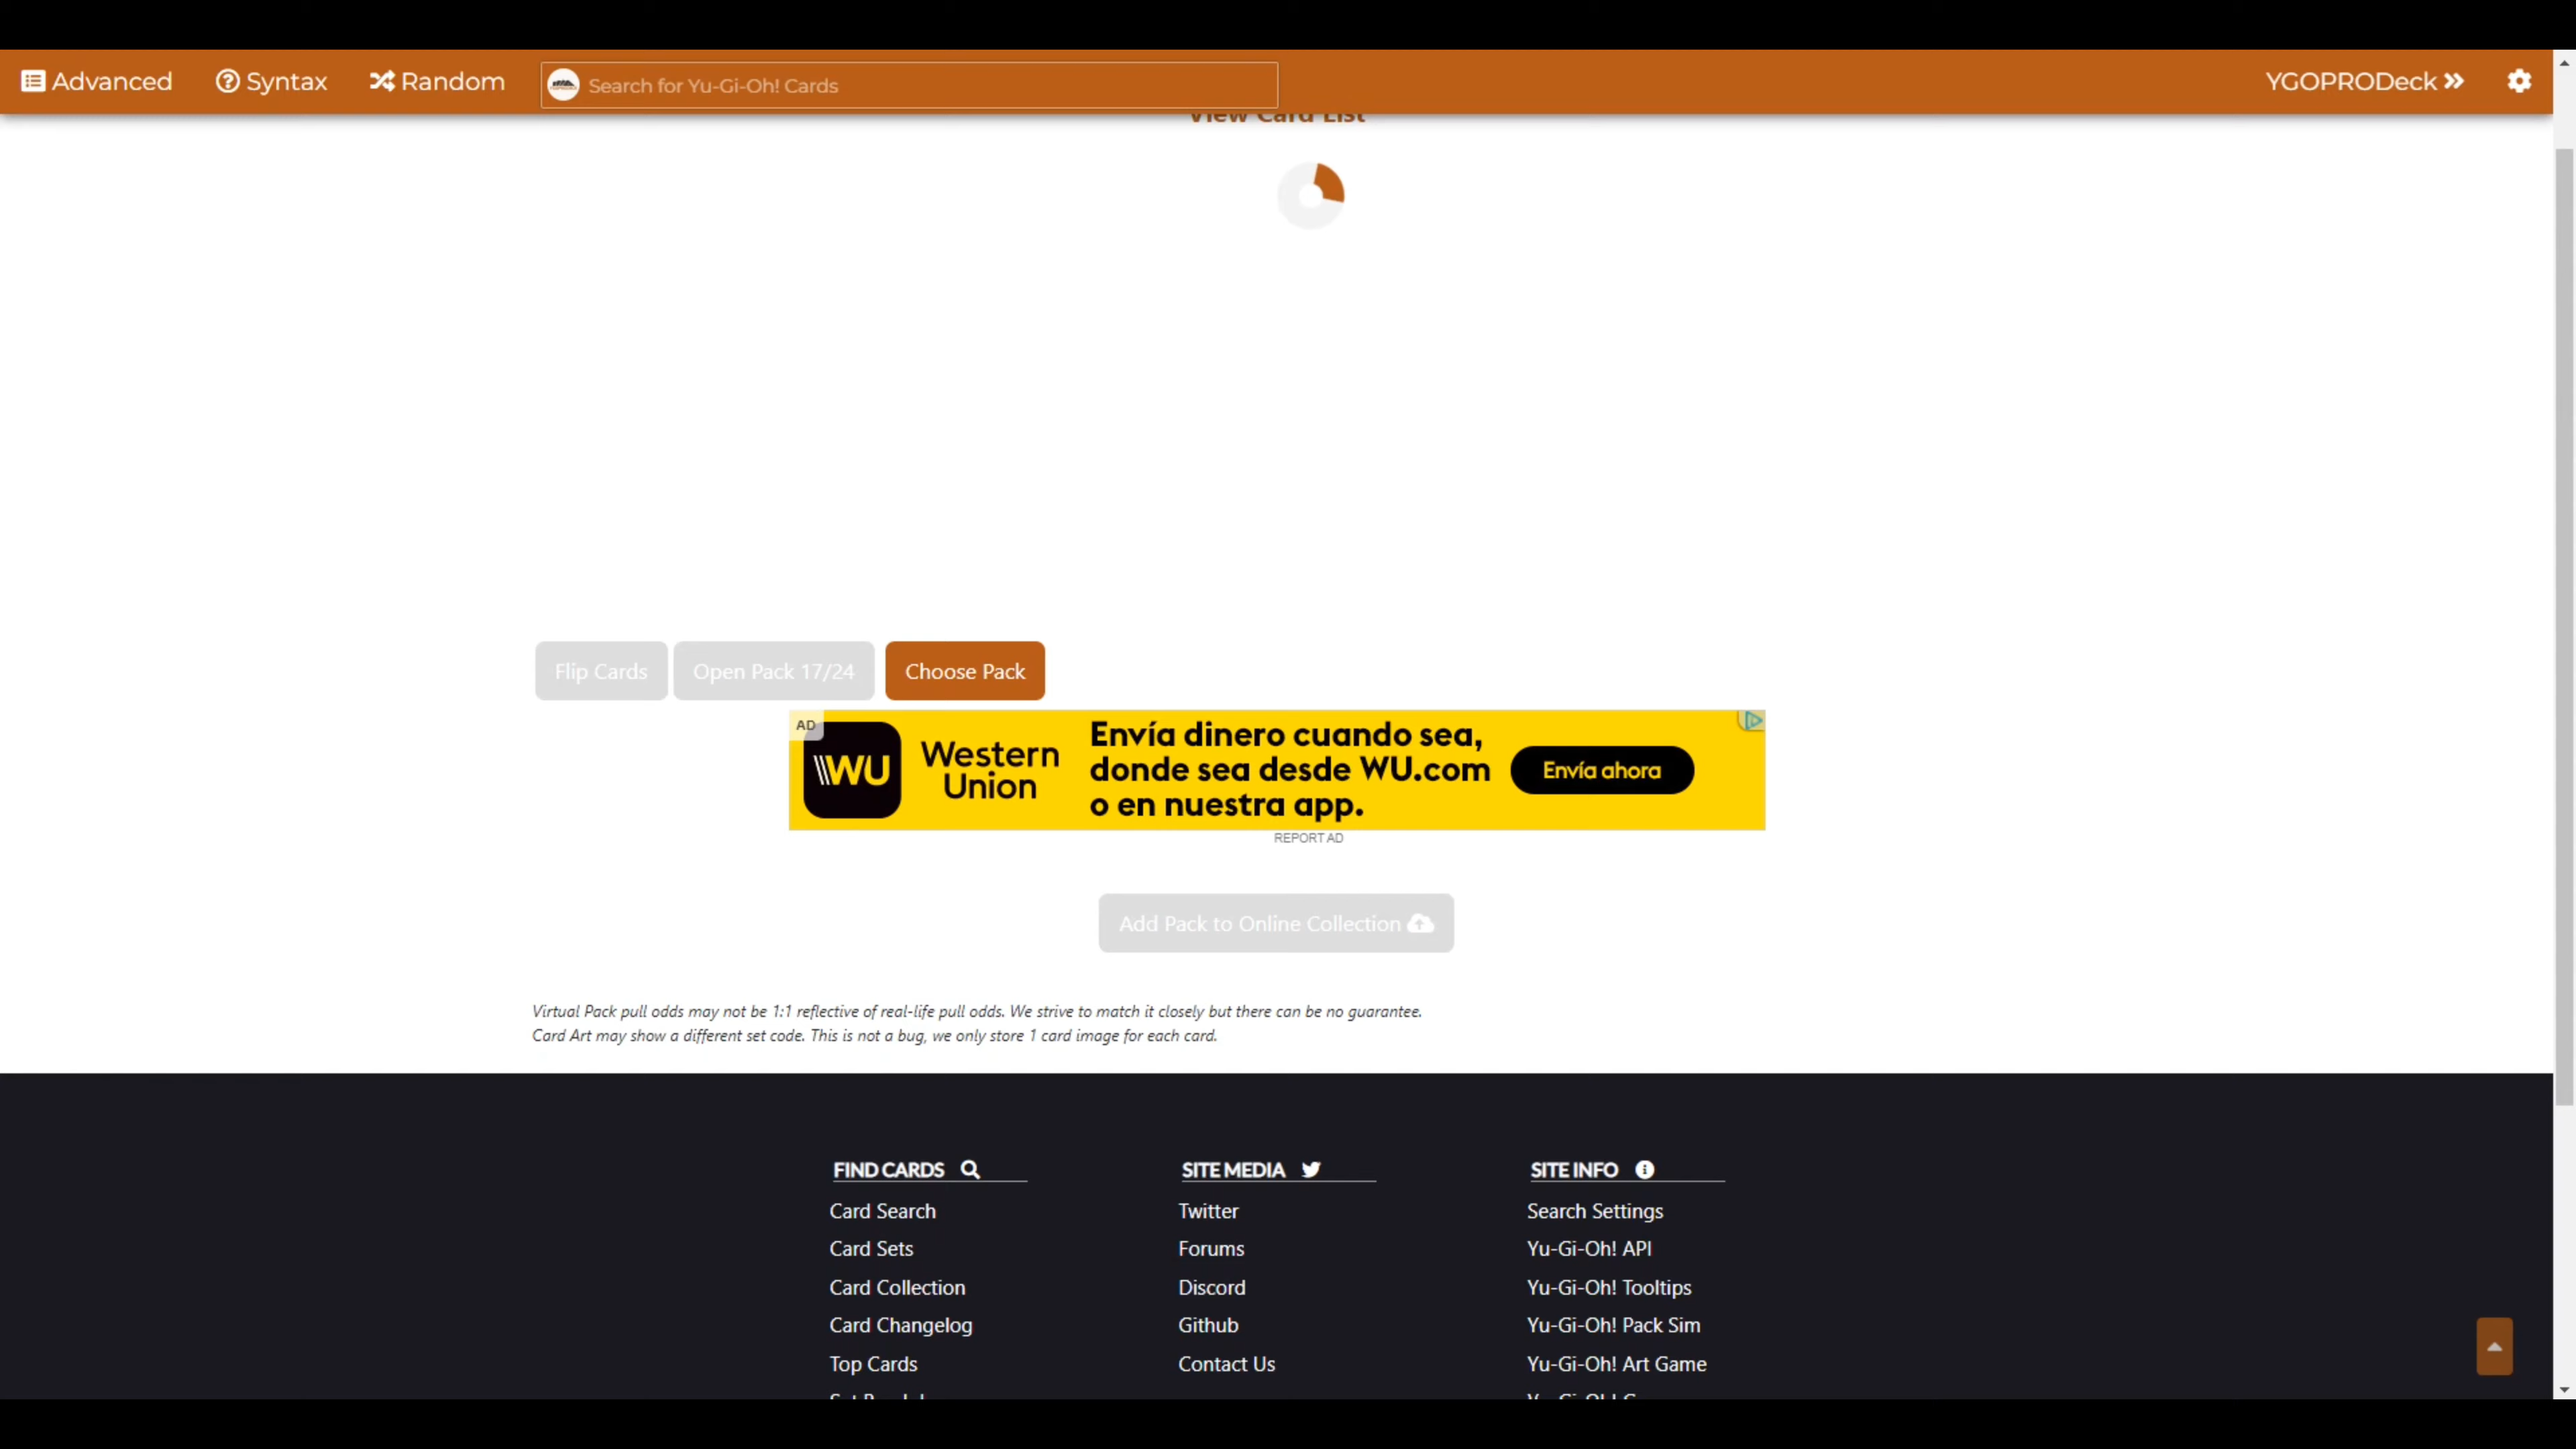 Advanced
Syntax
Random
Search for Yu-Gi-Oh! Cards
YGOPRODeck
View Card List
Flip Cards
Open Pack 17/24
Choose Pack
AD
WU
Western
Union
Envía dinero cuando sea,
donde sea desde WU.com
o en nuestra app.
Envía ahora
REPORT AD
Add Pack to Online Collection
Virtual Pack pull odds may not be 1:1 reflective of real-life pull odds. We strive to match it closely but there can be no guarantee.
Card Art may show a different set code. This is not a bug, we only store 1 card image for each card.
FIND CARDS
Card Search
Card Sets
Card Collection
Card Changelog
Top Cards
SITE MEDIA
Twitter
Forums
Discord
Github
Contact Us
SITE INFO
Search Settings
Yu-Gi-Oh! API
Yu-Gi-Oh! Tooltips
Yu-Gi-Oh! Pack Sim
Yu-Gi-Oh! Art Game